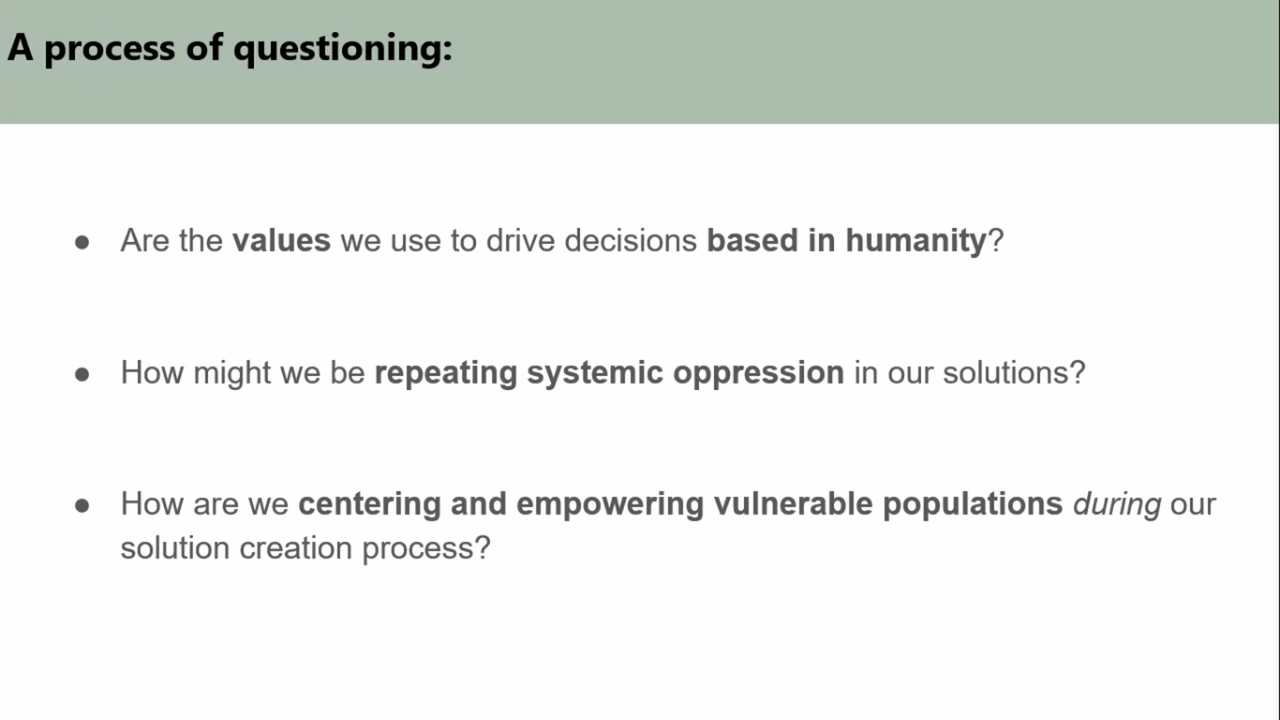 A process of questioning:
● Are the values we use to drive decisions based in humanity?
● How might we be repeating systemic oppression in our solutions?
● How are we centering and empowering vulnerable populations during our
solution creation process?